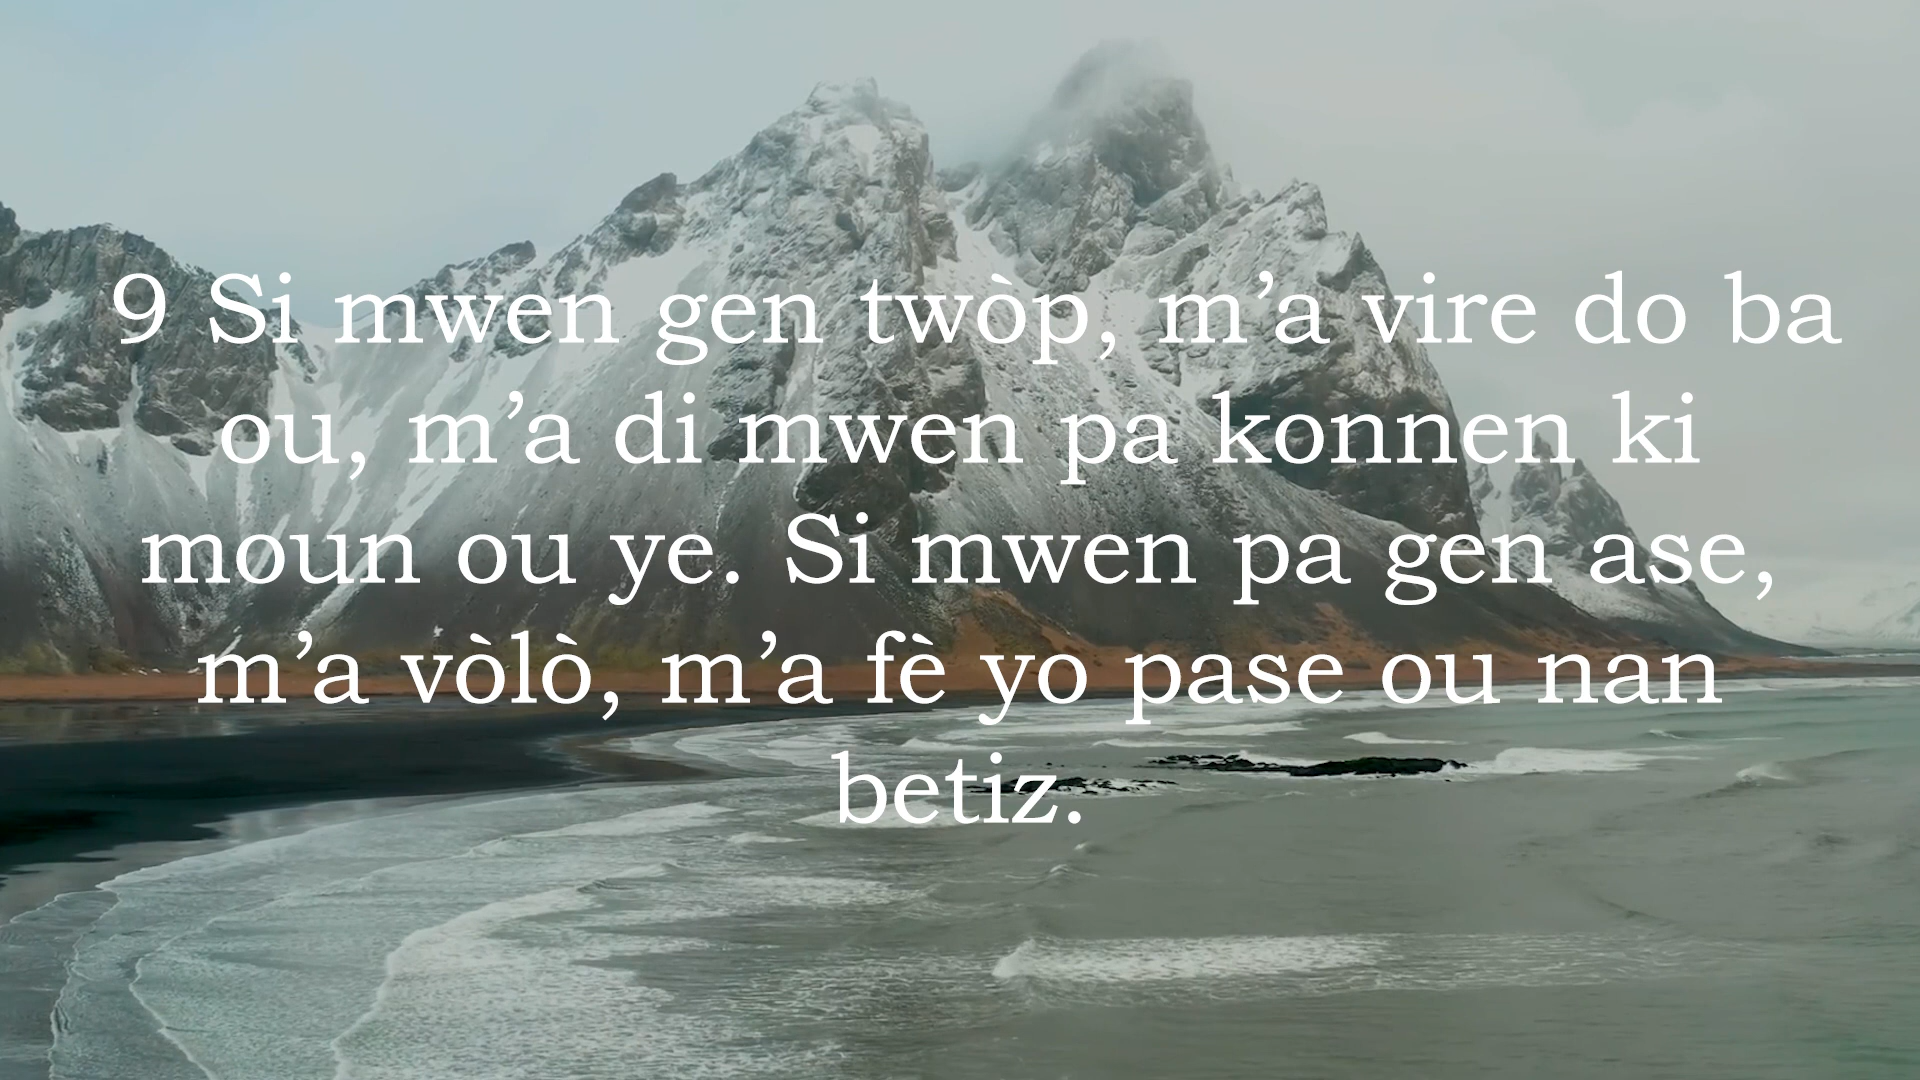 9 Si mwen gen twòp, m’a vire do ba
ou, m’a di mwen pa konnen ki
moun ou ye. Si mwen pa gen ase,
m’a vòlò, m’a fè yo pase ou nan
betiz.